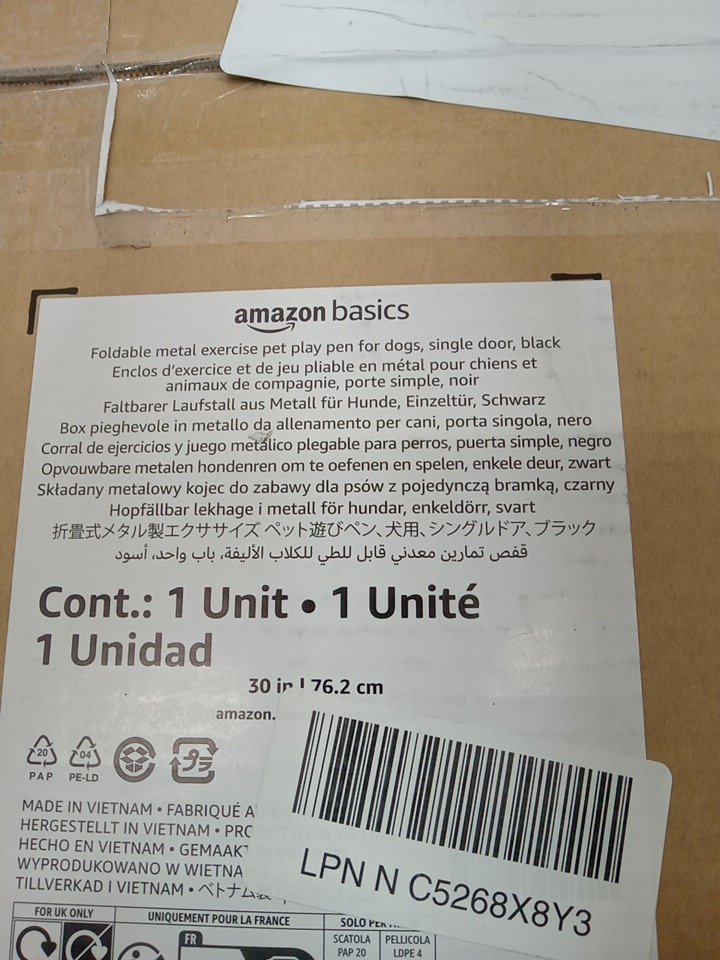 amazon basics
Foldable metal exercise pet play pen for dogs, single door, black
Enclos d'exercice et de jeu pliable en métal pour chiens et
animaux de compagnie, porte simple, noir
Faltbarer Laufstall aus Metall für Hunde, Einzeltür, Schwarz
Box pieghevole in metallo da allenamento per cani, porta singola, nero
Corral de ejercicios y juego metálico plegable para perros, puerta simple, negro
Opvouwbare metalen hondenren om te oefenen en spelen, enkele deur, zwart
Składany metalowy kojec do zabawy dla psów z pojedynczą bramką, czarny
Hopfällbar lekhage i metall för hundar, enkeldörr, svart
折畳式メタル製エクササイズ ペット遊びペン、犬用、シングルドア、ブラック
قفص تمارين معدني قابل للطي للكلاب الأليفة، باب واحد، أسود
Cont.: 1 Unit • 1 Unité
1 Unidad
30 in | 76.2 cm
amazon.
20 04 プラ
PAP PE-LD
MADE IN VIETNAM • FABRIQUÉ
HERGESTELLT IN VIETNAM •
HECHO EN VIETNAM •
WYPRODUKOWANO W
TILLVERKAD I VIETNAM •
LPN N C5268X8Y3
FOR UK ONLY UNIQUEMENT POUR LA FRANCE SOLO
FR
SCATOLA PELLICOLA
PAP 20 LDPE 4